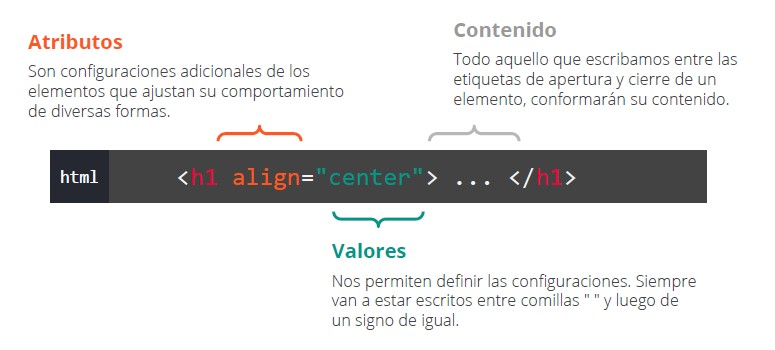 Atributos
Son configuraciones adicionales de los
elementos que ajustan su comportamiento
de diversas formas.
Contenido
Todo aquello que escribamos entre las
etiquetas de apertura y cierre de un
elemento, conformarán su contenido.
html
<h1 align="center"> ... </h1>
Valores
Nos permiten definir las configuraciones. Siempre
van a estar escritos entre comillas " " y luego de
un signo de igual.